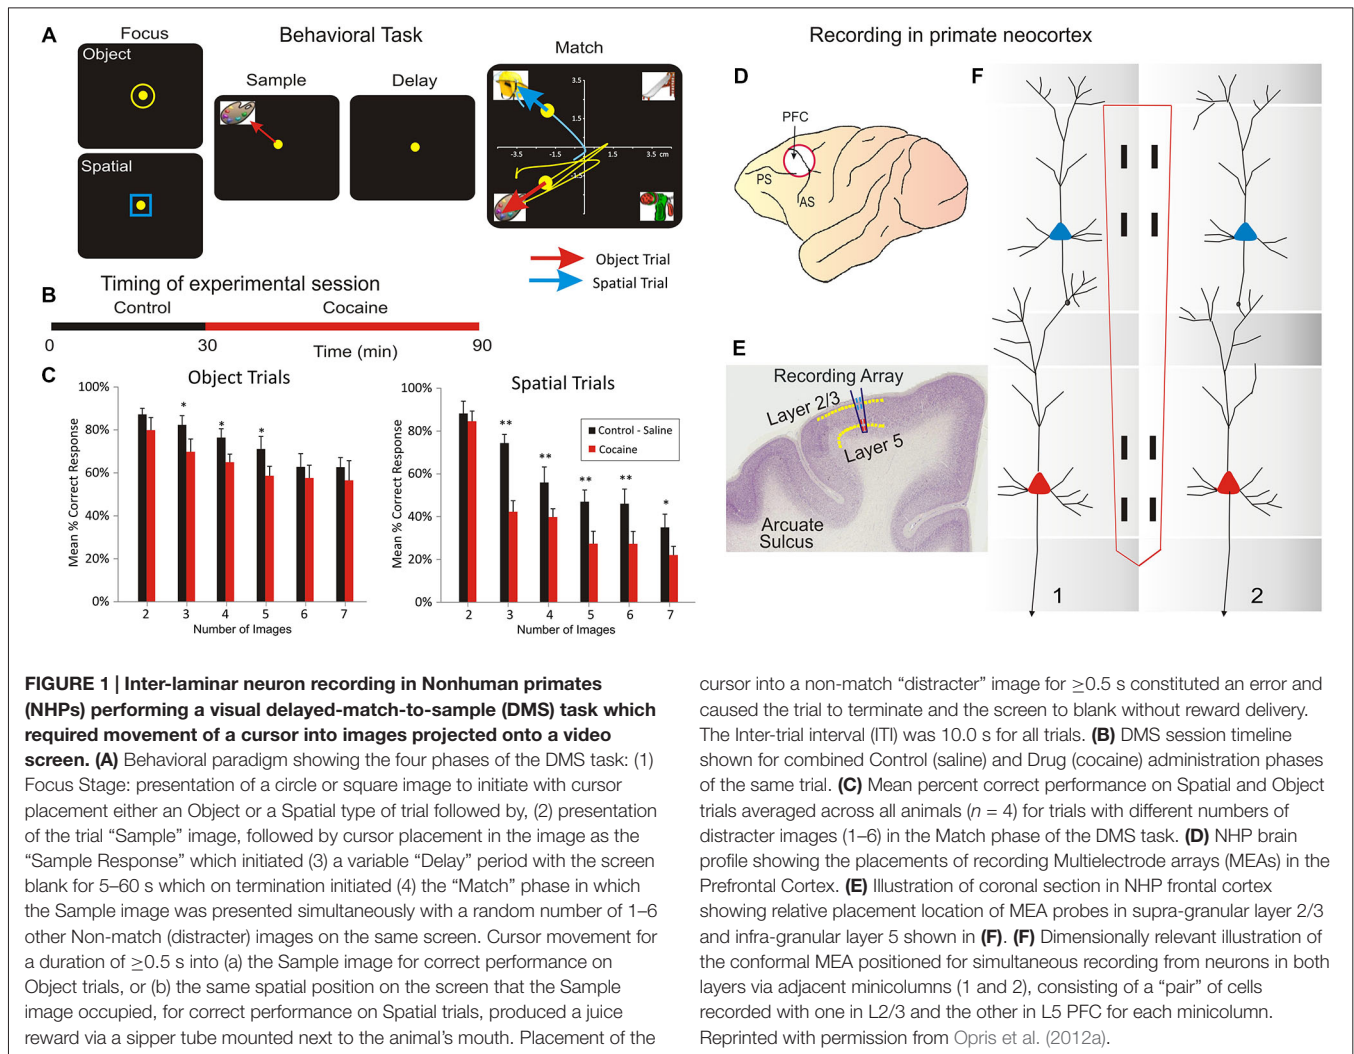 A
Focus
Object
Spatial
Behavioral Task
Sample
Delay
Match
3.5
1.5
-3.5
-1.5
1.5
3.5 cm
Object Trial
Spatial Trial
B
Timing of experimental session
Control
Cocaine
0
30
90
Time (min)
C
Object Trials
Mean % Correct Response
100%
80%
60%
40%
20%
0%
*
*
*
2
3
4
5
6
7
Number of Images
Spatial Trials
Mean % Correct Response
100%
80%
60%
40%
20%
0%
**
**
**
**
*
Control - Saline
Cocaine
2
3
4
5
6
7
Number of Images
Recording in primate neocortex
D
PFC
PS
AS
E
Recording Array
Layer 2/3
Layer 5
Arcuate
Sulcus
F
1
2
FIGURE 1 | Inter-laminar neuron recording in Nonhuman primates
(NHPs) performing a visual delayed-match-to-sample (DMS) task which
required movement of a cursor into images projected onto a video
screen. (A) Behavioral paradigm showing the four phases of the DMS task: (1)
Focus Stage: presentation of a circle or square image to initiate with cursor
placement either an Object or a Spatial type of trial followed by, (2) presentation
of the trial “Sample” image, followed by cursor placement in the image as the
“Sample Response” which initiated (3) a variable “Delay” period with the screen
blank for 5–60 s which on termination initiated (4) the “Match” phase in which
the Sample image was presented simultaneously with a random number of 1–6
other Non-match (distracter) images on the same screen. Cursor movement for
a duration of ≥0.5 s into (a) the Sample image for correct performance on
Object trials, or (b) the same spatial position on the screen that the Sample
image occupied, for correct performance on Spatial trials, produced a juice
reward via a sipper tube mounted next to the animal’s mouth. Placement of the
cursor into a non-match “distracter” image for ≥0.5 s constituted an error and
caused the trial to terminate and the screen to blank without reward delivery.
The Inter-trial interval (ITI) was 10.0 s for all trials. (B) DMS session timeline
shown for combined Control (saline) and Drug (cocaine) administration phases
of the same trial. (C) Mean percent correct performance on Spatial and Object
trials averaged across all animals (n = 4) for trials with different numbers of
distracter images (1–6) in the Match phase of the DMS task. (D) NHP brain
profile showing the placements of recording Multielectrode arrays (MEAs) in the
Prefrontal Cortex. (E) Illustration of coronal section in NHP frontal cortex
showing relative placement location of MEA probes in supra-granular layer 2/3
and infra-granular layer 5 shown in (F). (F) Dimensionally relevant illustration of
the conformal MEA positioned for simultaneous recording from neurons in both
layers via adjacent minicolumns (1 and 2), consisting of a “pair” of cells
recorded with one in L2/3 and the other in L5 PFC for each minicolumn.
Reprinted with permission from Opris et al. (2012a).